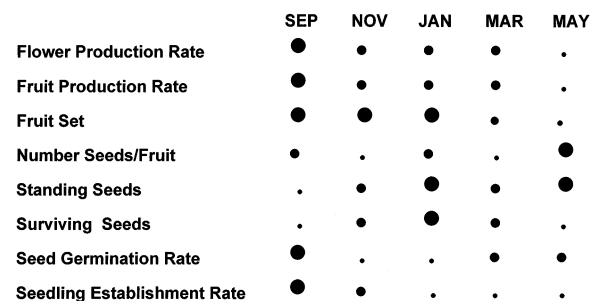 SEP NOV JAN MAR MAY
Flower Production Rate
Fruit Production Rate
Fruit Set
Number Seeds/Fruit
Standing Seeds
Surviving Seeds
Seed Germination Rate
Seedling Establishment Rate